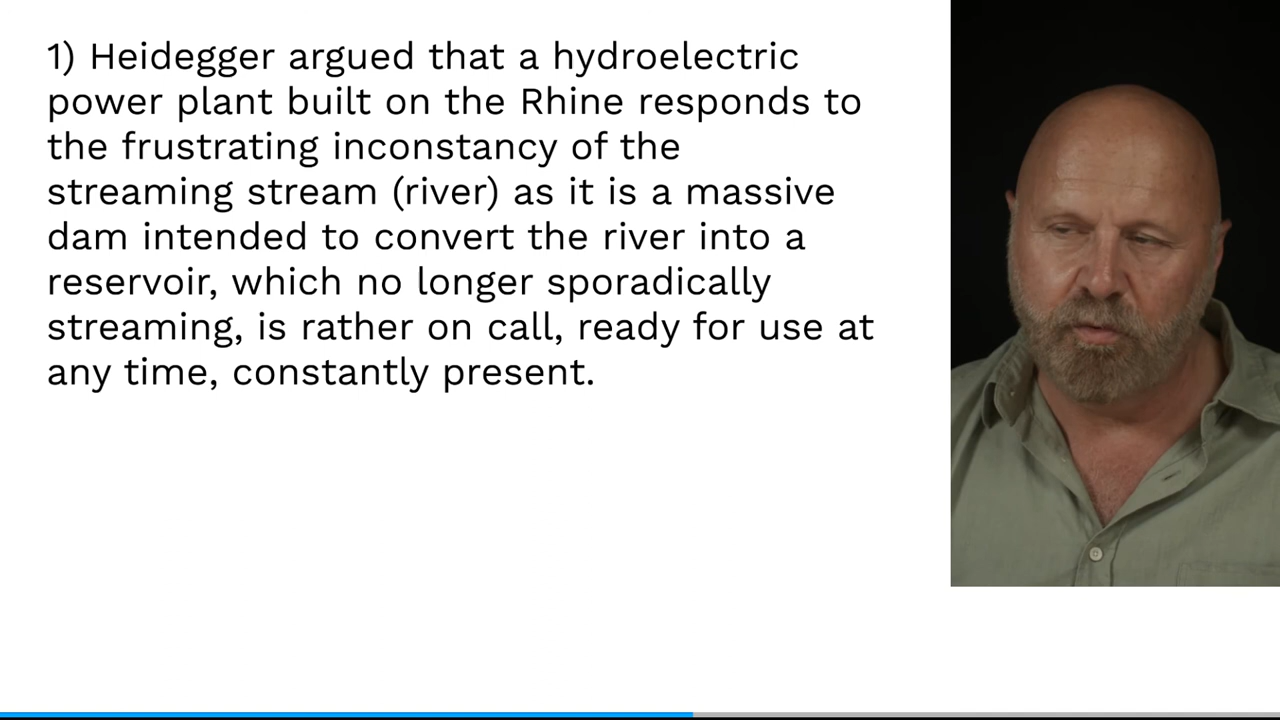 1) Heidegger argued that a hydroelectric
power plant built on the Rhine responds to
the frustrating inconstancy of the
streaming stream (river) as it is a massive
dam intended to convert the river into a
reservoir, which no longer sporadically
streaming, is rather on call, ready for use at
any time, constantly present.